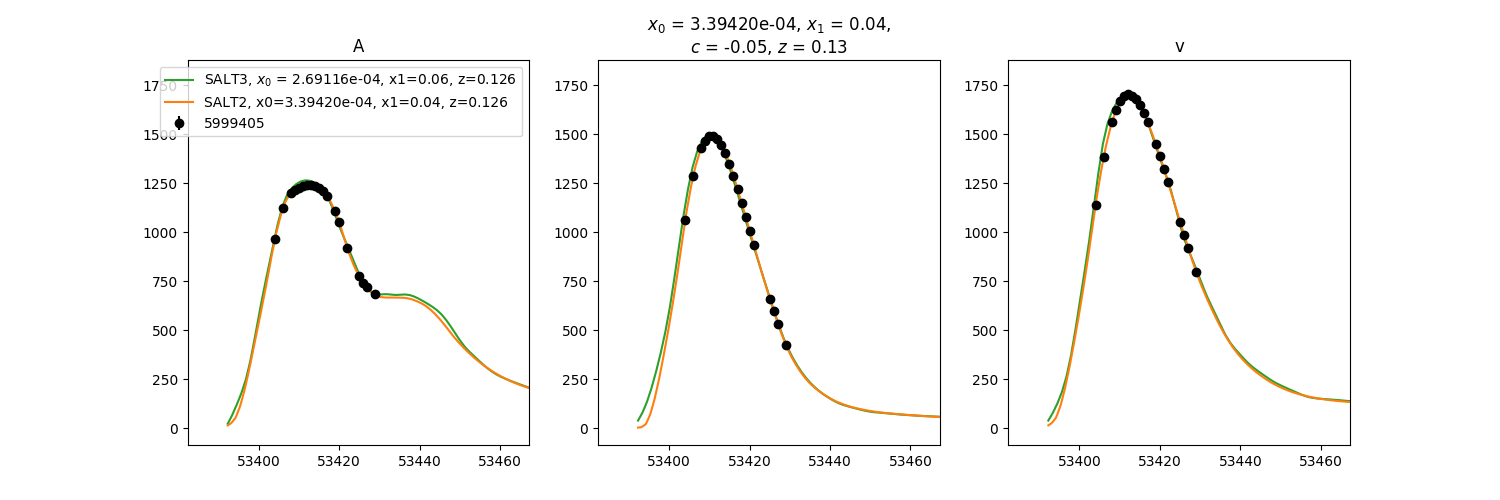 A
x₀ = 3.39420e-04, x₁ = 0.04,
c = -0.05, z = 0.13
v
SALT3, x₀ = 2.69116e-04, x1=0.06, z=0.126
SALT2, x0=3.39420e-04, x1=0.04, z=0.126
5999405
1750
1500
1250
1000
750
500
250
0
53400 53420 53440 53460
1750
1500
1250
1000
750
500
250
0
53400 53420 53440 53460
1750
1500
1250
1000
750
500
250
0
53400 53420 53440 53460